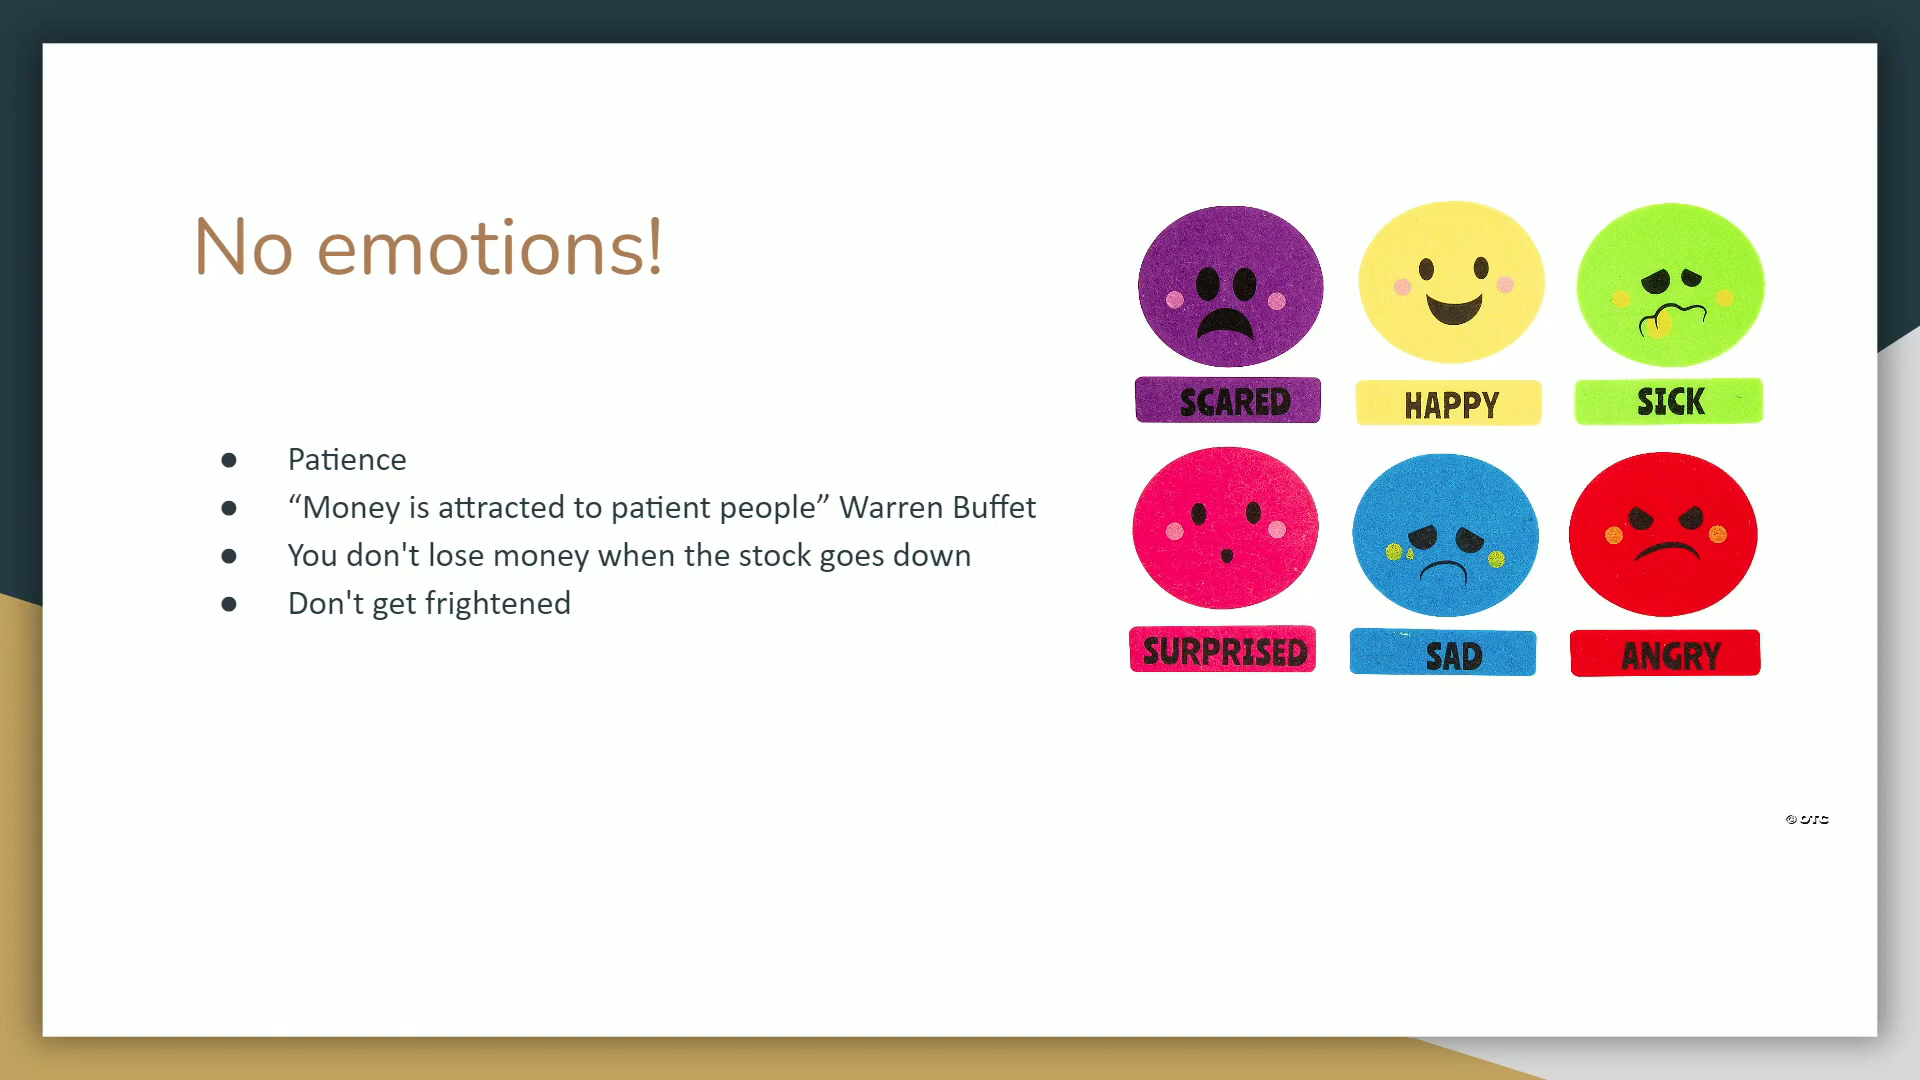 No emotions!
● Patience
● “Money is attracted to patient people” Warren Buffet
● You don't lose money when the stock goes down
● Don't get frightened
SCARED
HAPPY
SICK
SURPRISED
SAD
ANGRY
© OTC